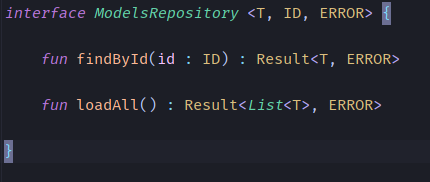 interface ModelsRepository <T, ID, ERROR> {
fun findById(id : ID) : Result<T, ERROR>
fun loadAll() : Result<List<T>, ERROR>
}